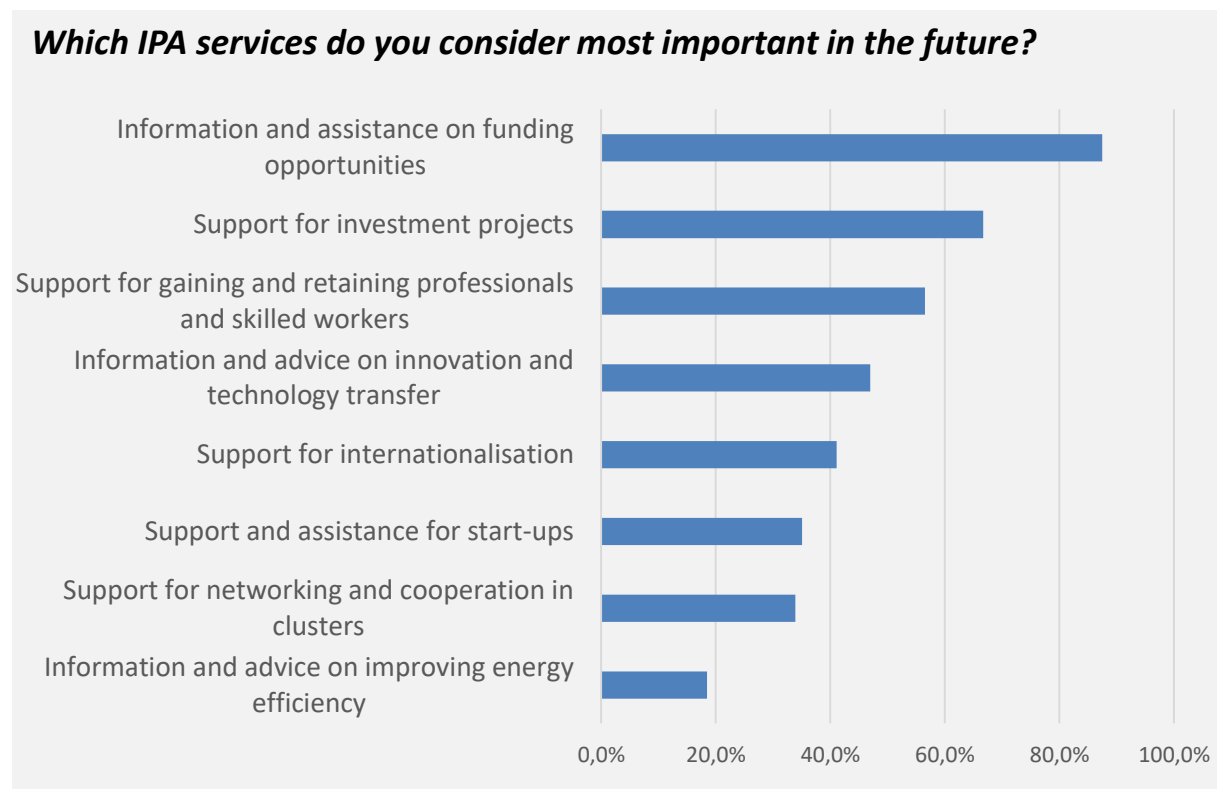 Which IPA services do you consider most important in the future?
Information and assistance on funding
opportunities
Support for investment projects
Support for gaining and retaining professionals
and skilled workers
Information and advice on innovation and
technology transfer
Support for internationalisation
Support and assistance for start-ups
Support for networking and cooperation in
clusters
Information and advice on improving energy
efficiency
0,0% 20,0% 40,0% 60,0% 80,0% 100,0%